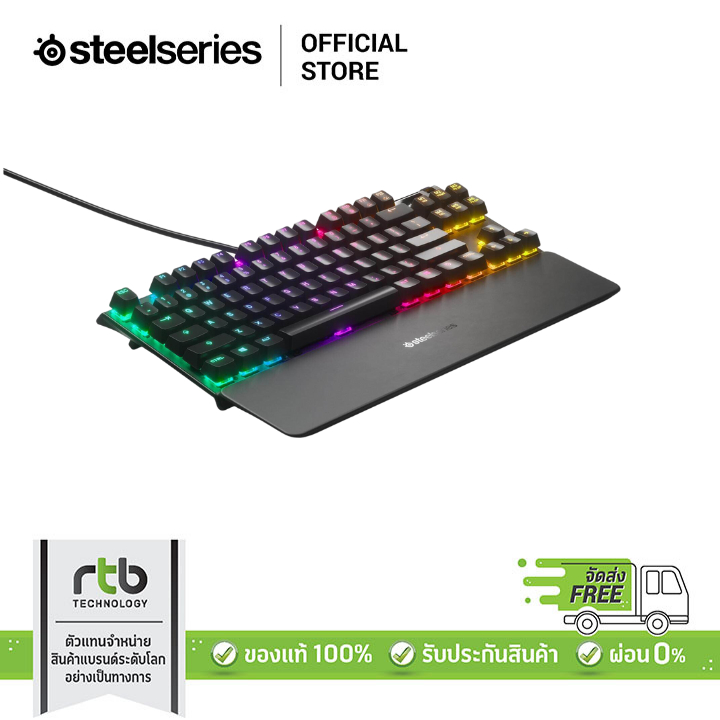 steelseries
OFFICIAL
STORE
steelseries
rtb
TECHNOLOGY
ตัวแทนจำหน่าย
สินค้าแบรนด์ระดับโลก
อย่างเป็นทางการ
จัดส่ง
FREE
ของแท้ 100%
รับประกันสินค้า
ผ่อน 0%